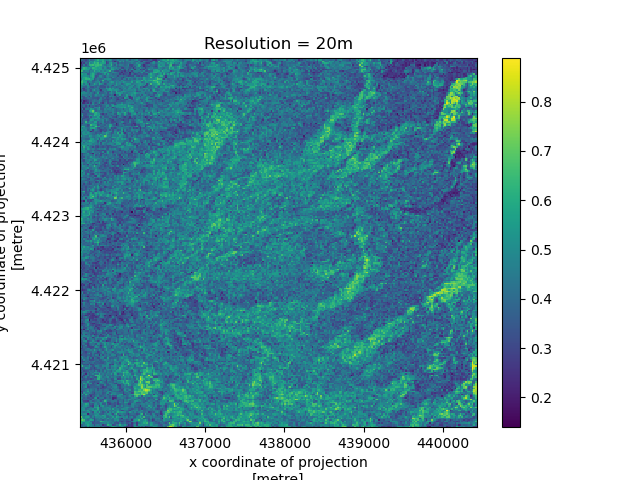 Resolution = 20m
1e6
4.425
4.424
4.423
4.422
4.421
y coordinate of projection
[metre]
436000 437000 438000 439000 440000
x coordinate of projection
[metre]
0.8
0.7
0.6
0.5
0.4
0.3
0.2